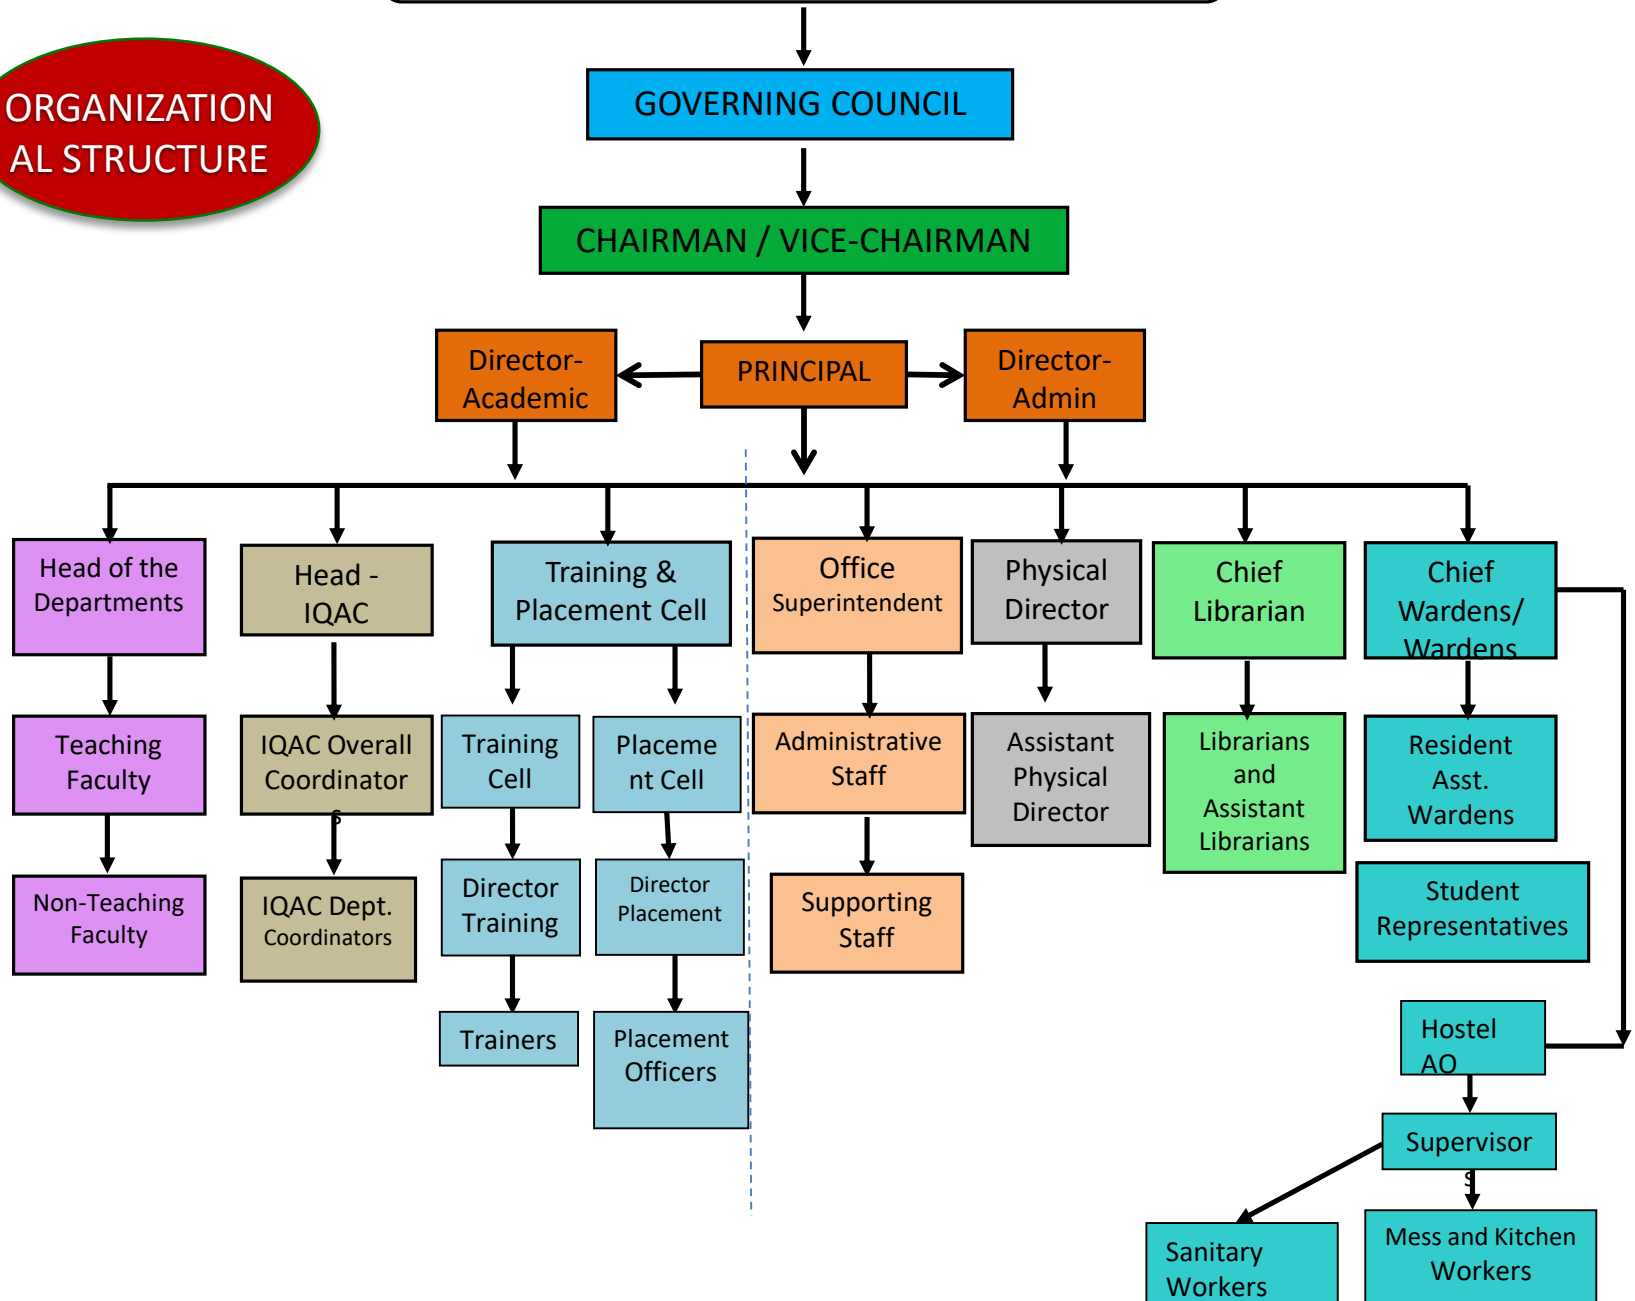 ORGANIZATION
AL STRUCTURE
GOVERNING COUNCIL
CHAIRMAN / VICE-CHAIRMAN
Director-
Academic
PRINCIPAL
Director-
Admin
Head of the
Departments
Head -
IQAC
Training &
Placement Cell
Office
Superintendent
Physical
Director
Chief
Librarian
Chief
Wardens/
Wardens
Teaching
Faculty
IQAC Overall
Coordinator
s
Training
Cell
Placeme
nt Cell
Administrative
Staff
Assistant
Physical
Director
Librarians
and
Assistant
Librarians
Resident
Asst.
Wardens
Non-Teaching
Faculty
IQAC Dept.
Coordinators
Director
Training
Director
Placement
Supporting
Staff
Student
Representatives
Trainers
Placement
Officers
Hostel
AO
Supervisor
s
Sanitary
Workers
Mess and Kitchen
Workers